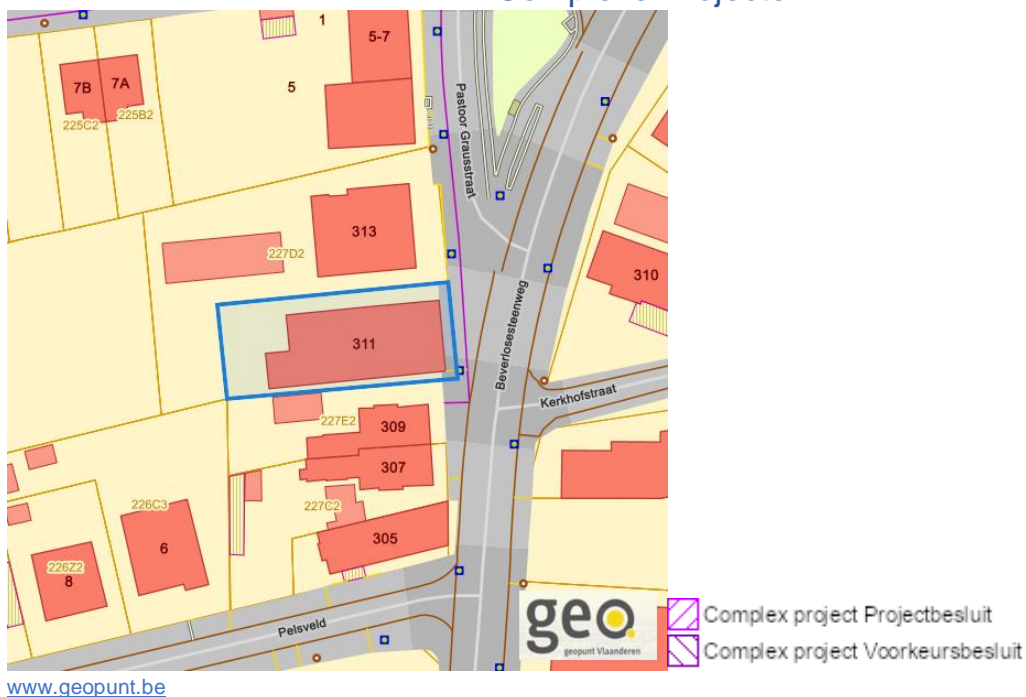 1
5-7
7B
7A
5
225C2
225B2
Pastoor Grausstraat
313
227D2
310
311
Beverlosesteenweg
Kerkhofstraat
227E2
309
307
226C3
227C2
6
305
226Z2
8
Pelsveld
geo
geopunt Vlaanderen
Complex project Projectbesluit
Complex project Voorkeursbesluit
www.geopunt.be